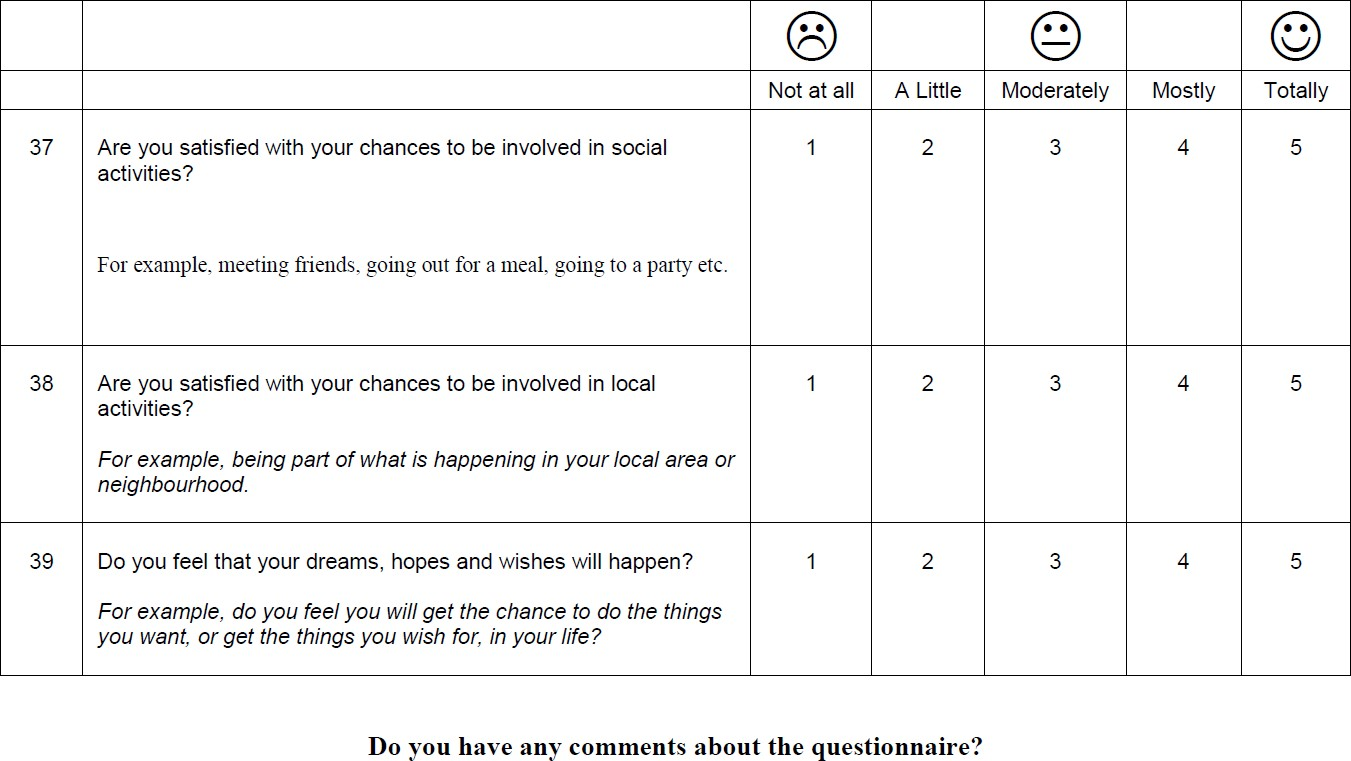 Not at all A Little Moderately Mostly Totally
37 Are you satisfied with your chances to be involved in social 1 2 3 4 5
activities?
For example, meeting friends, going out for a meal, going to a party etc.
38 Are you satisfied with your chances to be involved in local 1 2 3 4 5
activities?
For example, being part of what is happening in your local area or
neighbourhood.
39 Do you feel that your dreams, hopes and wishes will happen? 1 2 3 4 5
For example, do you feel you will get the chance to do the things
you want, or get the things you wish for, in your life?
Do you have any comments about the questionnaire?